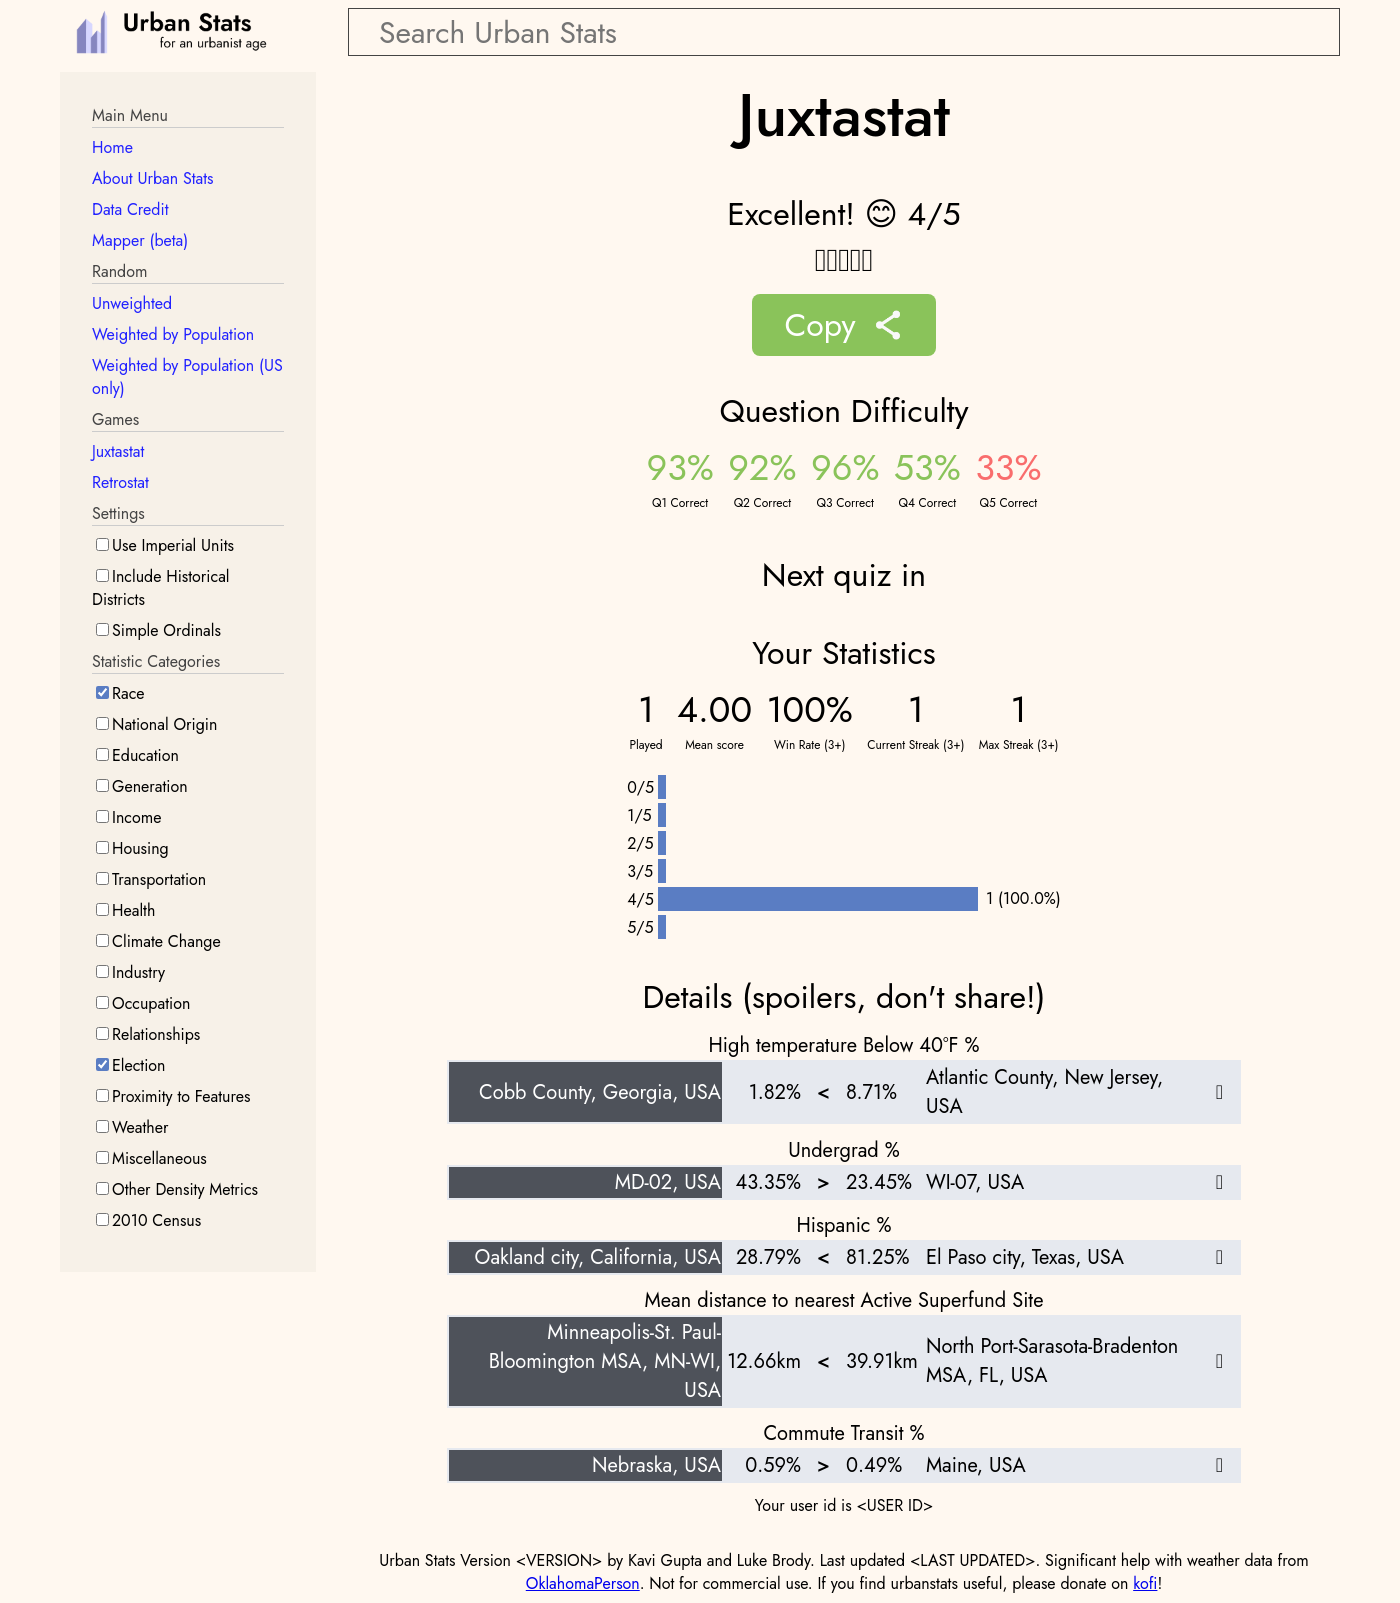 Urban Stats
for an urbanist age
Search Urban Stats
Main Menu
Home
About Urban Stats
Data Credit
Mapper (beta)
Random
Unweighted
Weighted by Population
Weighted by Population (US
only)
Games
Juxtastat
Retrostat
Settings
Use Imperial Units
Include Historical
Districts
Simple Ordinals
Statistic Categories
Race
National Origin
Education
Generation
Income
Housing
Transportation
Health
Climate Change
Industry
Occupation
Relationships
Election
Proximity to Features
Weather
Miscellaneous
Other Density Metrics
2010 Census
Juxtastat
Excellent! 😊 4/5
Copy
Question Difficulty
93% 92% 96% 53% 33%
Q1 Correct Q2 Correct Q3 Correct Q4 Correct Q5 Correct
Next quiz in
Your Statistics
1 4.00 100% 1 1
Played Mean score Win Rate (3+) Current Streak (3+) Max Streak (3+)
0/5
1/5
2/5
3/5
4/5 1 (100.0%)
5/5
Details (spoilers, don't share!)
High temperature Below 40°F %
Cobb County, Georgia, USA 1.82% < 8.71% Atlantic County, New Jersey,
USA
Undergrad %
MD-02, USA 43.35% > 23.45% WI-07, USA
Hispanic %
Oakland city, California, USA 28.79% < 81.25% El Paso city, Texas, USA
Mean distance to nearest Active Superfund Site
Minneapolis-St. Paul-
Bloomington MSA, MN-WI,
USA
12.66km < 39.91km
North Port-Sarasota-Bradenton
MSA, FL, USA
Commute Transit %
Nebraska, USA 0.59% > 0.49% Maine, USA
Your user id is <USER ID>
Urban Stats Version <VERSION> by Kavi Gupta and Luke Brody. Last updated <LAST UPDATED>. Significant help with weather data from
OklahomaPerson. Not for commercial use. If you find urbanstats useful, please donate on kofi!